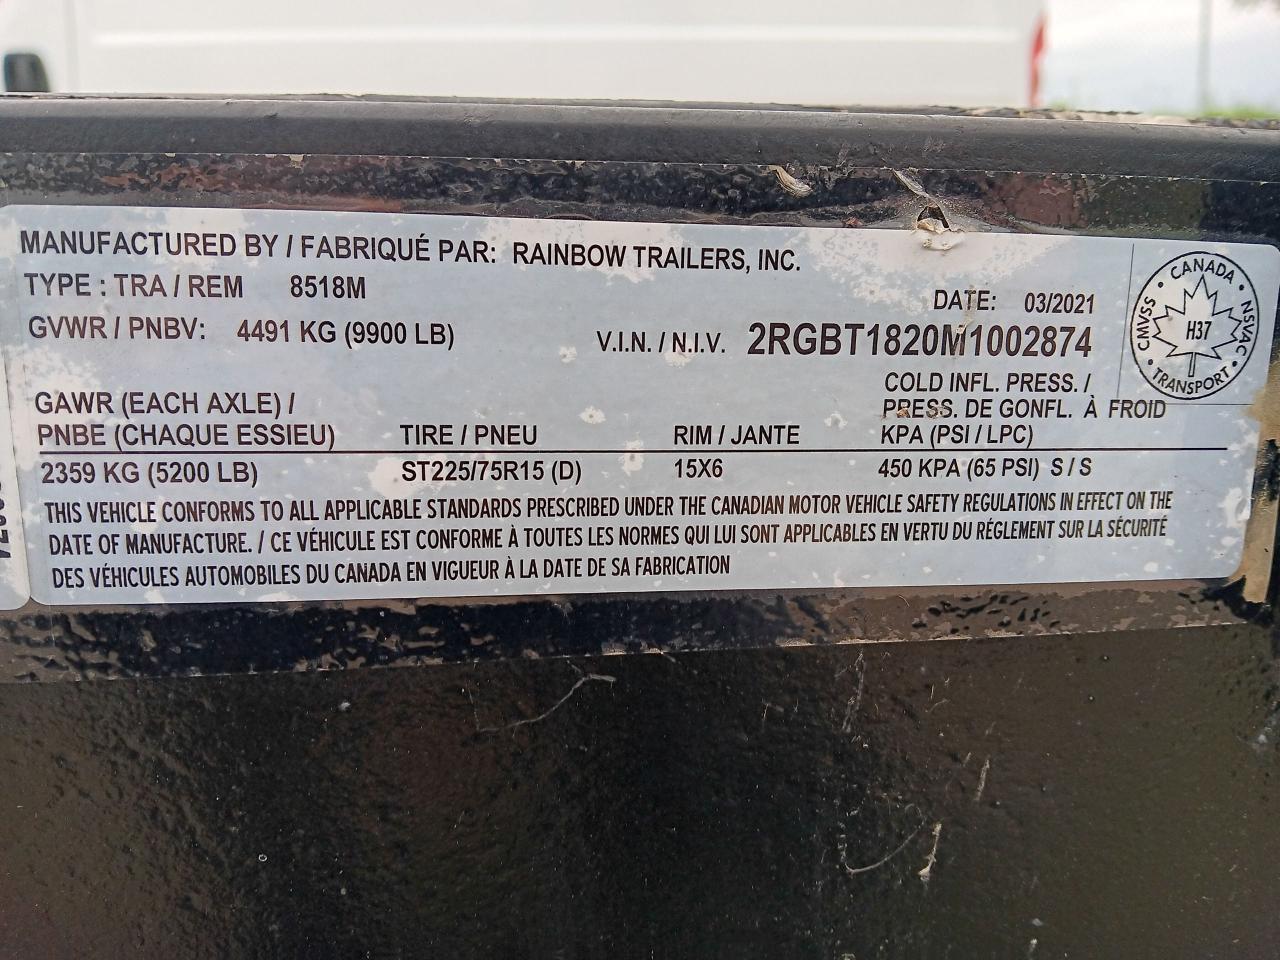 MANUFACTURED BY / FABRIQUÉ PAR: RAINBOW TRAILERS, INC.
TYPE : TRA / REM 8518M
DATE: 03/2021
GVWR / PNBV: 4491 KG (9900 LB)
V.I.N. / N.I.V. 2RGBT1820M1002874
CANADA
CMVSS • NSVAC
H37
TRANSPORT
GAWR (EACH AXLE) /
PNBE (CHAQUE ESSIEU)
TIRE / PNEU
RIM / JANTE
COLD INFL. PRESS. /
PRESS. DE GONFL. À FROID
KPA (PSI / LPC)
2359 KG (5200 LB) ST225/75R15 (D) 15X6 450 KPA (65 PSI) S / S
THIS VEHICLE CONFORMS TO ALL APPLICABLE STANDARDS PRESCRIBED UNDER THE CANADIAN MOTOR VEHICLE SAFETY REGULATIONS IN EFFECT ON THE
DATE OF MANUFACTURE. / CE VÉHICULE EST CONFORME À TOUTES LES NORMES QUI LUI SONT APPLICABLES EN VERTU DU RÉGLEMENT SUR LA SÉCURITÉ
DES VÉHICULES AUTOMOBILES DU CANADA EN VIGUEUR À LA DATE DE SA FABRICATION